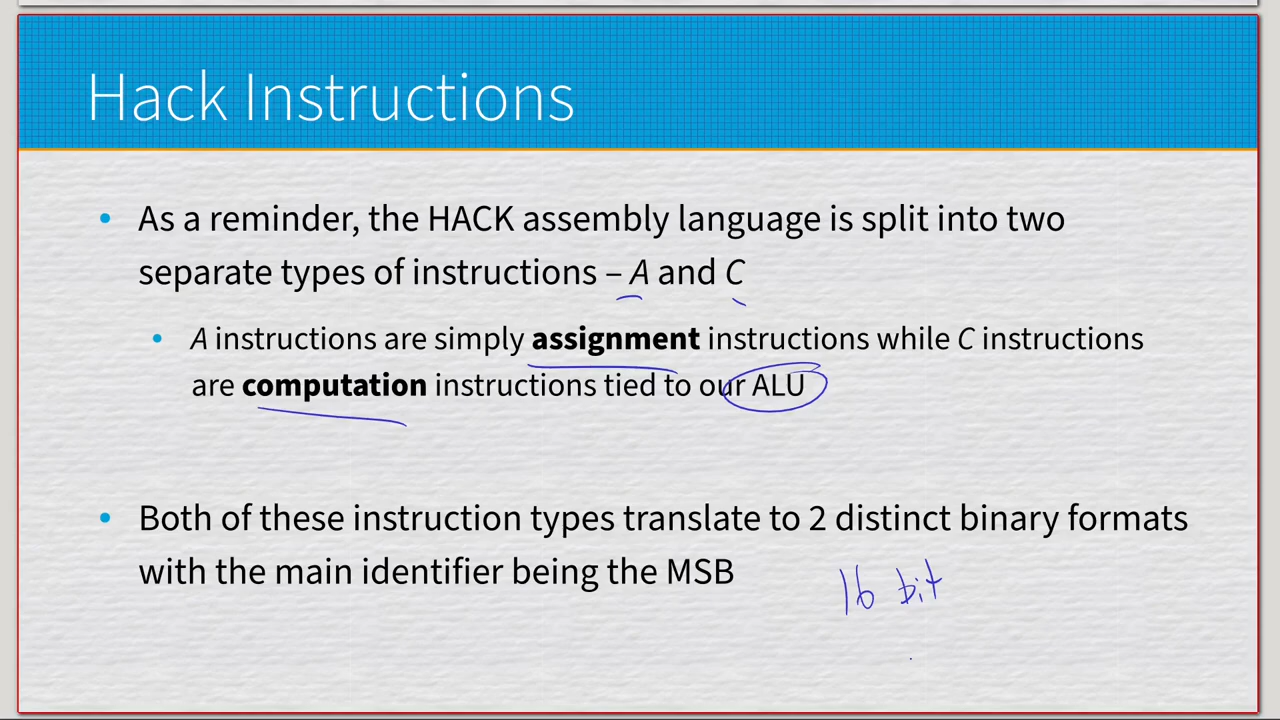 Hack Instructions
• As a reminder, the HACK assembly language is split into two
separate types of instructions – A and C
• A instructions are simply assignment instructions while C instructions
are computation instructions tied to our ALU
• Both of these instruction types translate to 2 distinct binary formats
with the main identifier being the MSB
16 bit